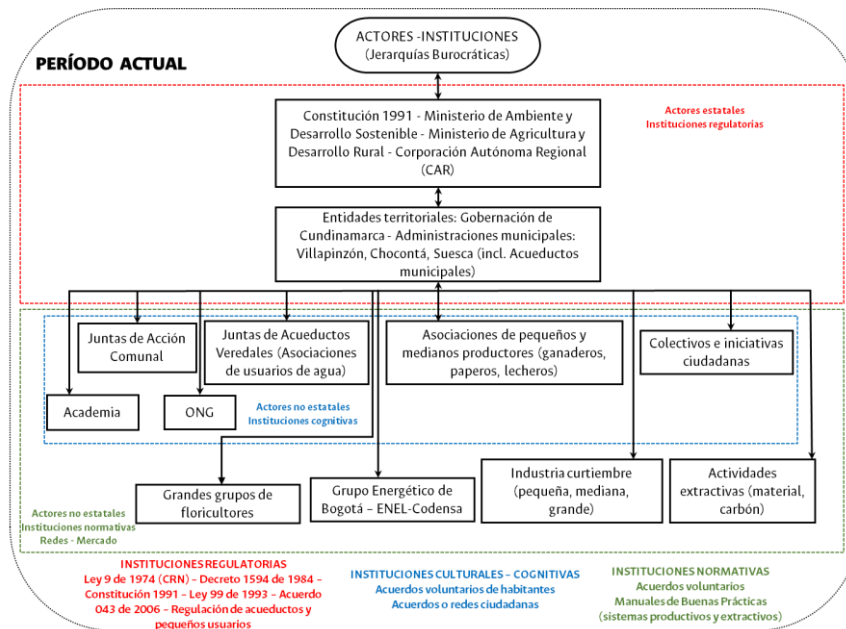 ACTORES -INSTITUCIONES
(Jerarquías Burocráticas)
PERÍODO ACTUAL
Constitución 1991 - Ministerio de Ambiente y
Desarrollo Sostenible - Ministerio de Agricultura y
Desarrollo Rural - Corporación Autónoma Regional
(CAR)
Actores estatales
Instituciones regulatorias
Entidades territoriales: Gobernación de
Cundinamarca - Administraciones municipales:
Villapinzón, Chocontá, Suesca (incl. Acueductos
municipales)
Juntas de Acción
Comunal
Juntas de Acueductos
Veredales (Asociaciones
de usuarios de agua)
Asociaciones de pequeños y
medianos productores (ganaderos,
paperos, lecheros)
Colectivos e iniciativas
ciudadanas
Academia
ONG
Actores no estatales
Instituciones cognitivas
Grandes grupos de
floricultores
Grupo Energético de
Bogotá – ENEL-Codensa
Industria curtiembre
(pequeña, mediana,
grande)
Actividades
extractivas (material,
carbón)
Actores no estatales
Instituciones normativas
Redes - Mercado
INSTITUCIONES REGULATORIAS
Ley 9 de 1974 (CRN) – Decreto 1594 de 1984 –
Constitución 1991 – Ley 99 de 1993 – Acuerdo
043 de 2006 – Regulación de acueductos y
pequeños usuarios
INSTITUCIONES CULTURALES – COGNITIVAS
Acuerdos voluntarios de habitantes
Acuerdos o redes ciudadanas
INSTITUCIONES NORMATIVAS
Acuerdos voluntarios
Manuales de Buenas Prácticas
(sistemas productivos y extractivos)